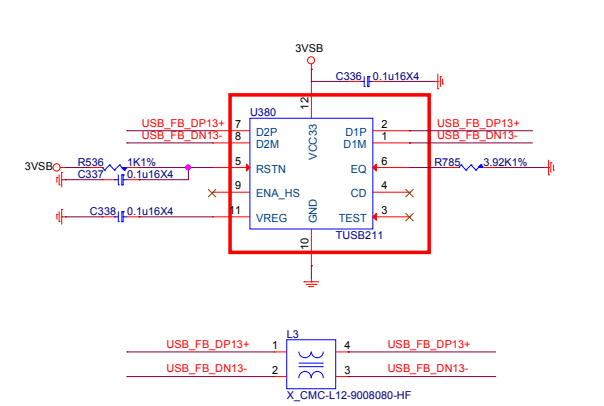 3VSB
C336 0.1u16X4
12
U380
USB_FB_DP13+ 7 D2P VCC33 D1P 2 USB_FB_DP13+
USB_FB_DN13- 8 D2M D1M 1 USB_FB_DN13-
3VSB R536 1K1% 5 RSTN EQ 6 R785 3.92K1%
C337 0.1u16X4
9 ENA_HS CD 4
C338 0.1u16X4 11 VREG GND TEST 3
TUSB211
10
L3
USB_FB_DP13+ 1 4 USB_FB_DP13+
USB_FB_DN13- 2 3 USB_FB_DN13-
X_CMC-L12-9008080-HF